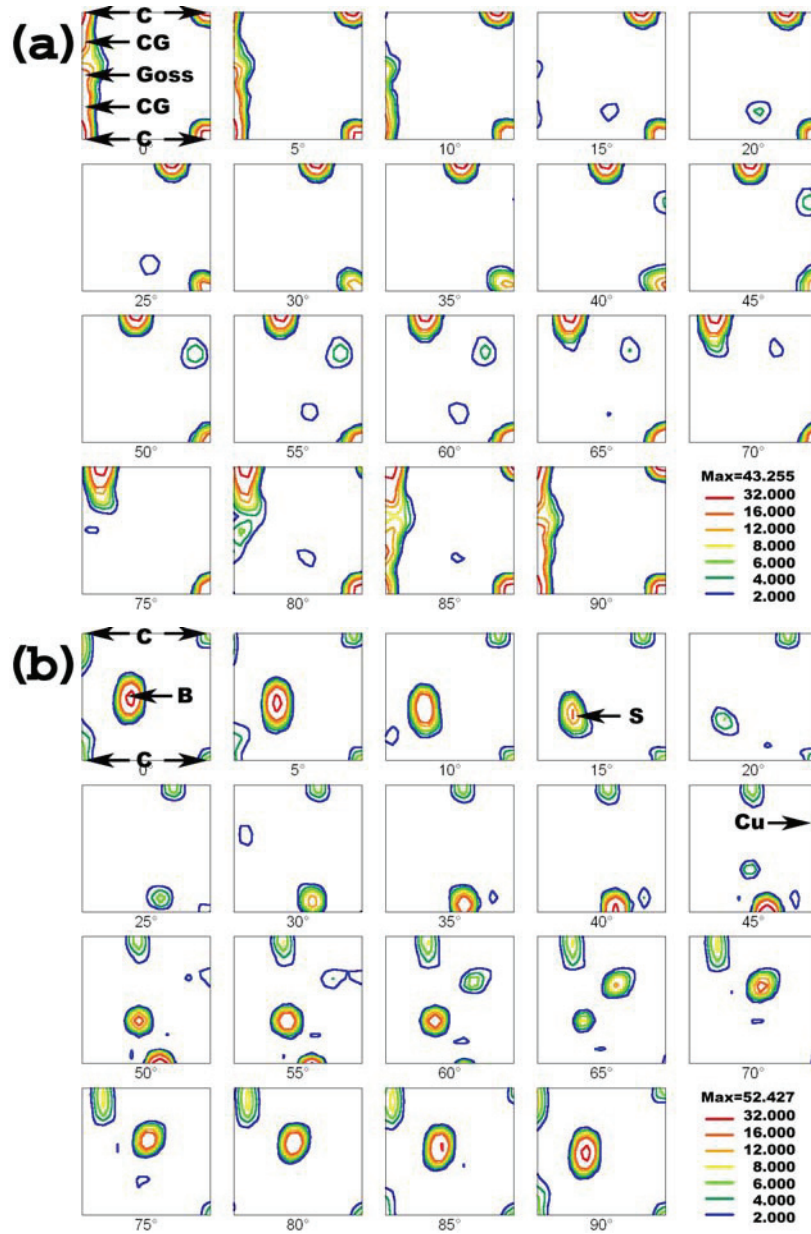 (a)
C
CG
Goss
CG
C
0° 5° 10° 15° 20°
25° 30° 35° 40° 45°
50° 55° 60° 65° 70°
Max=43.255
32.000
16.000
12.000
8.000
6.000
4.000
2.000
75° 80° 85° 90°
(b)
C
B
S
C
0° 5° 10° 15° 20°
Cu
25° 30° 35° 40° 45°
50° 55° 60° 65° 70°
Max=52.427
32.000
16.000
12.000
8.000
6.000
4.000
2.000
75° 80° 85° 90°